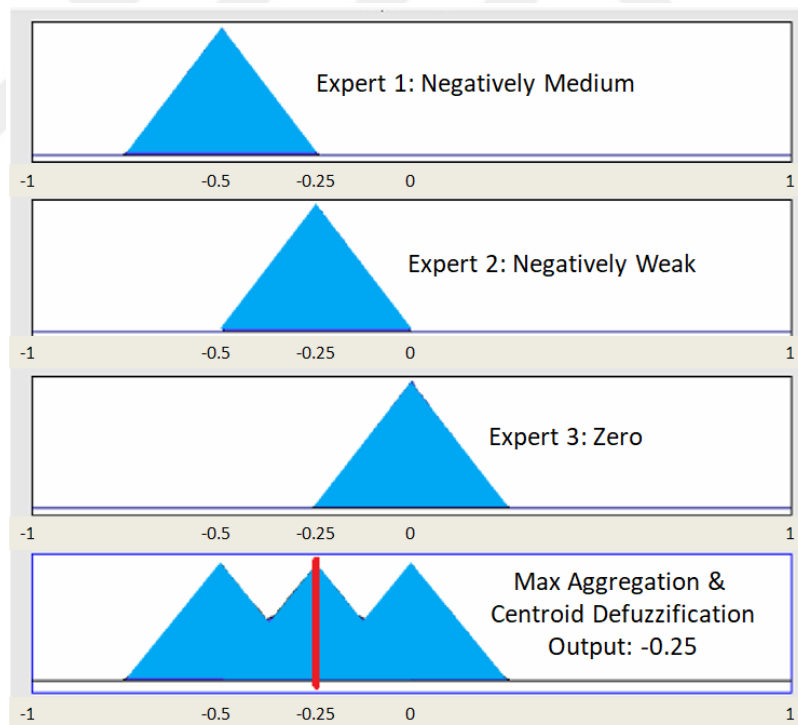 Expert 1: Negatively Medium
-1 -0.5 -0.25 0 1
Expert 2: Negatively Weak
-1 -0.5 -0.25 0 1
Expert 3: Zero
-1 -0.5 -0.25 0 1
Max Aggregation &
Centroid Defuzzification
Output: -0.25
-1 -0.5 -0.25 0 1